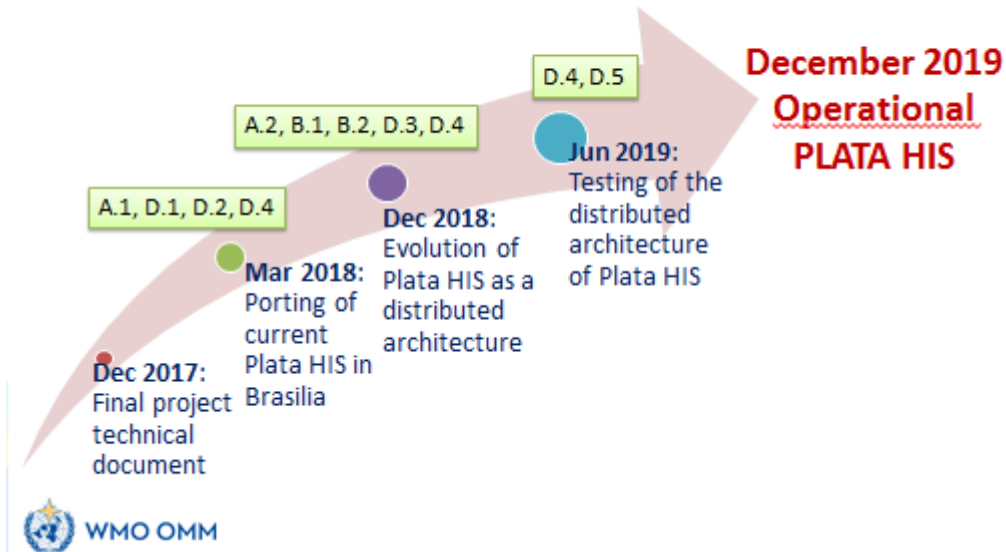 December 2019
Operational
PLATA HIS
D.4, D.5
A.2, B.1, B.2, D.3, D.4
A.1, D.1, D.2, D.4
Jun 2019:
Testing of the
distributed
architecture
of Plata HIS
Dec 2018:
Evolution of
Plata HIS as a
distributed
architecture
Mar 2018:
Porting of
current
Plata HIS in
Brasilia
Dec 2017:
Final project
technical
document
WMO OMM